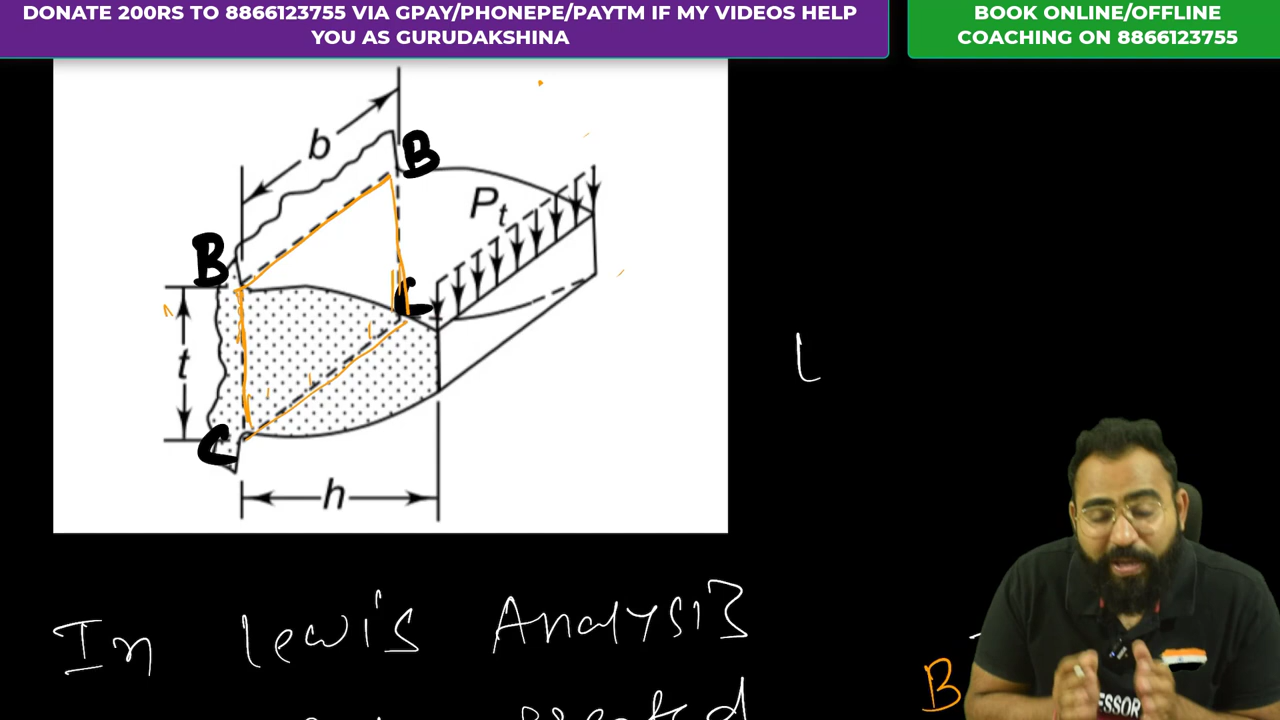 DONATE 200RS TO 8866123755 VIA GPAY/PHONEPE/PAYTM IF MY VIDEOS HELP
YOU AS GURUDAKSHINA
BOOK ONLINE/OFFLINE
COACHING ON 8866123755
b
B
Pt
B
t
C
h
In Lewis Analysis
B
ESSOR